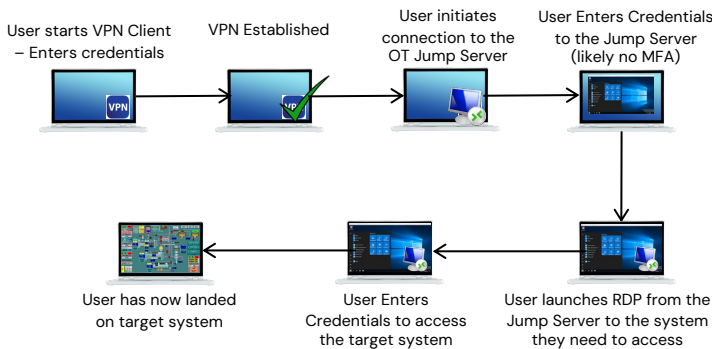 User starts VPN Client
– Enters credentials
VPN Established
User initiates
connection to the
OT Jump Server
User Enters Credentials
to the Jump Server
(likely no MFA)
VPN
VPN
User has now landed
on target system
User Enters
Credentials to access
the target system
User launches RDP from the
Jump Server to the system
they need to access